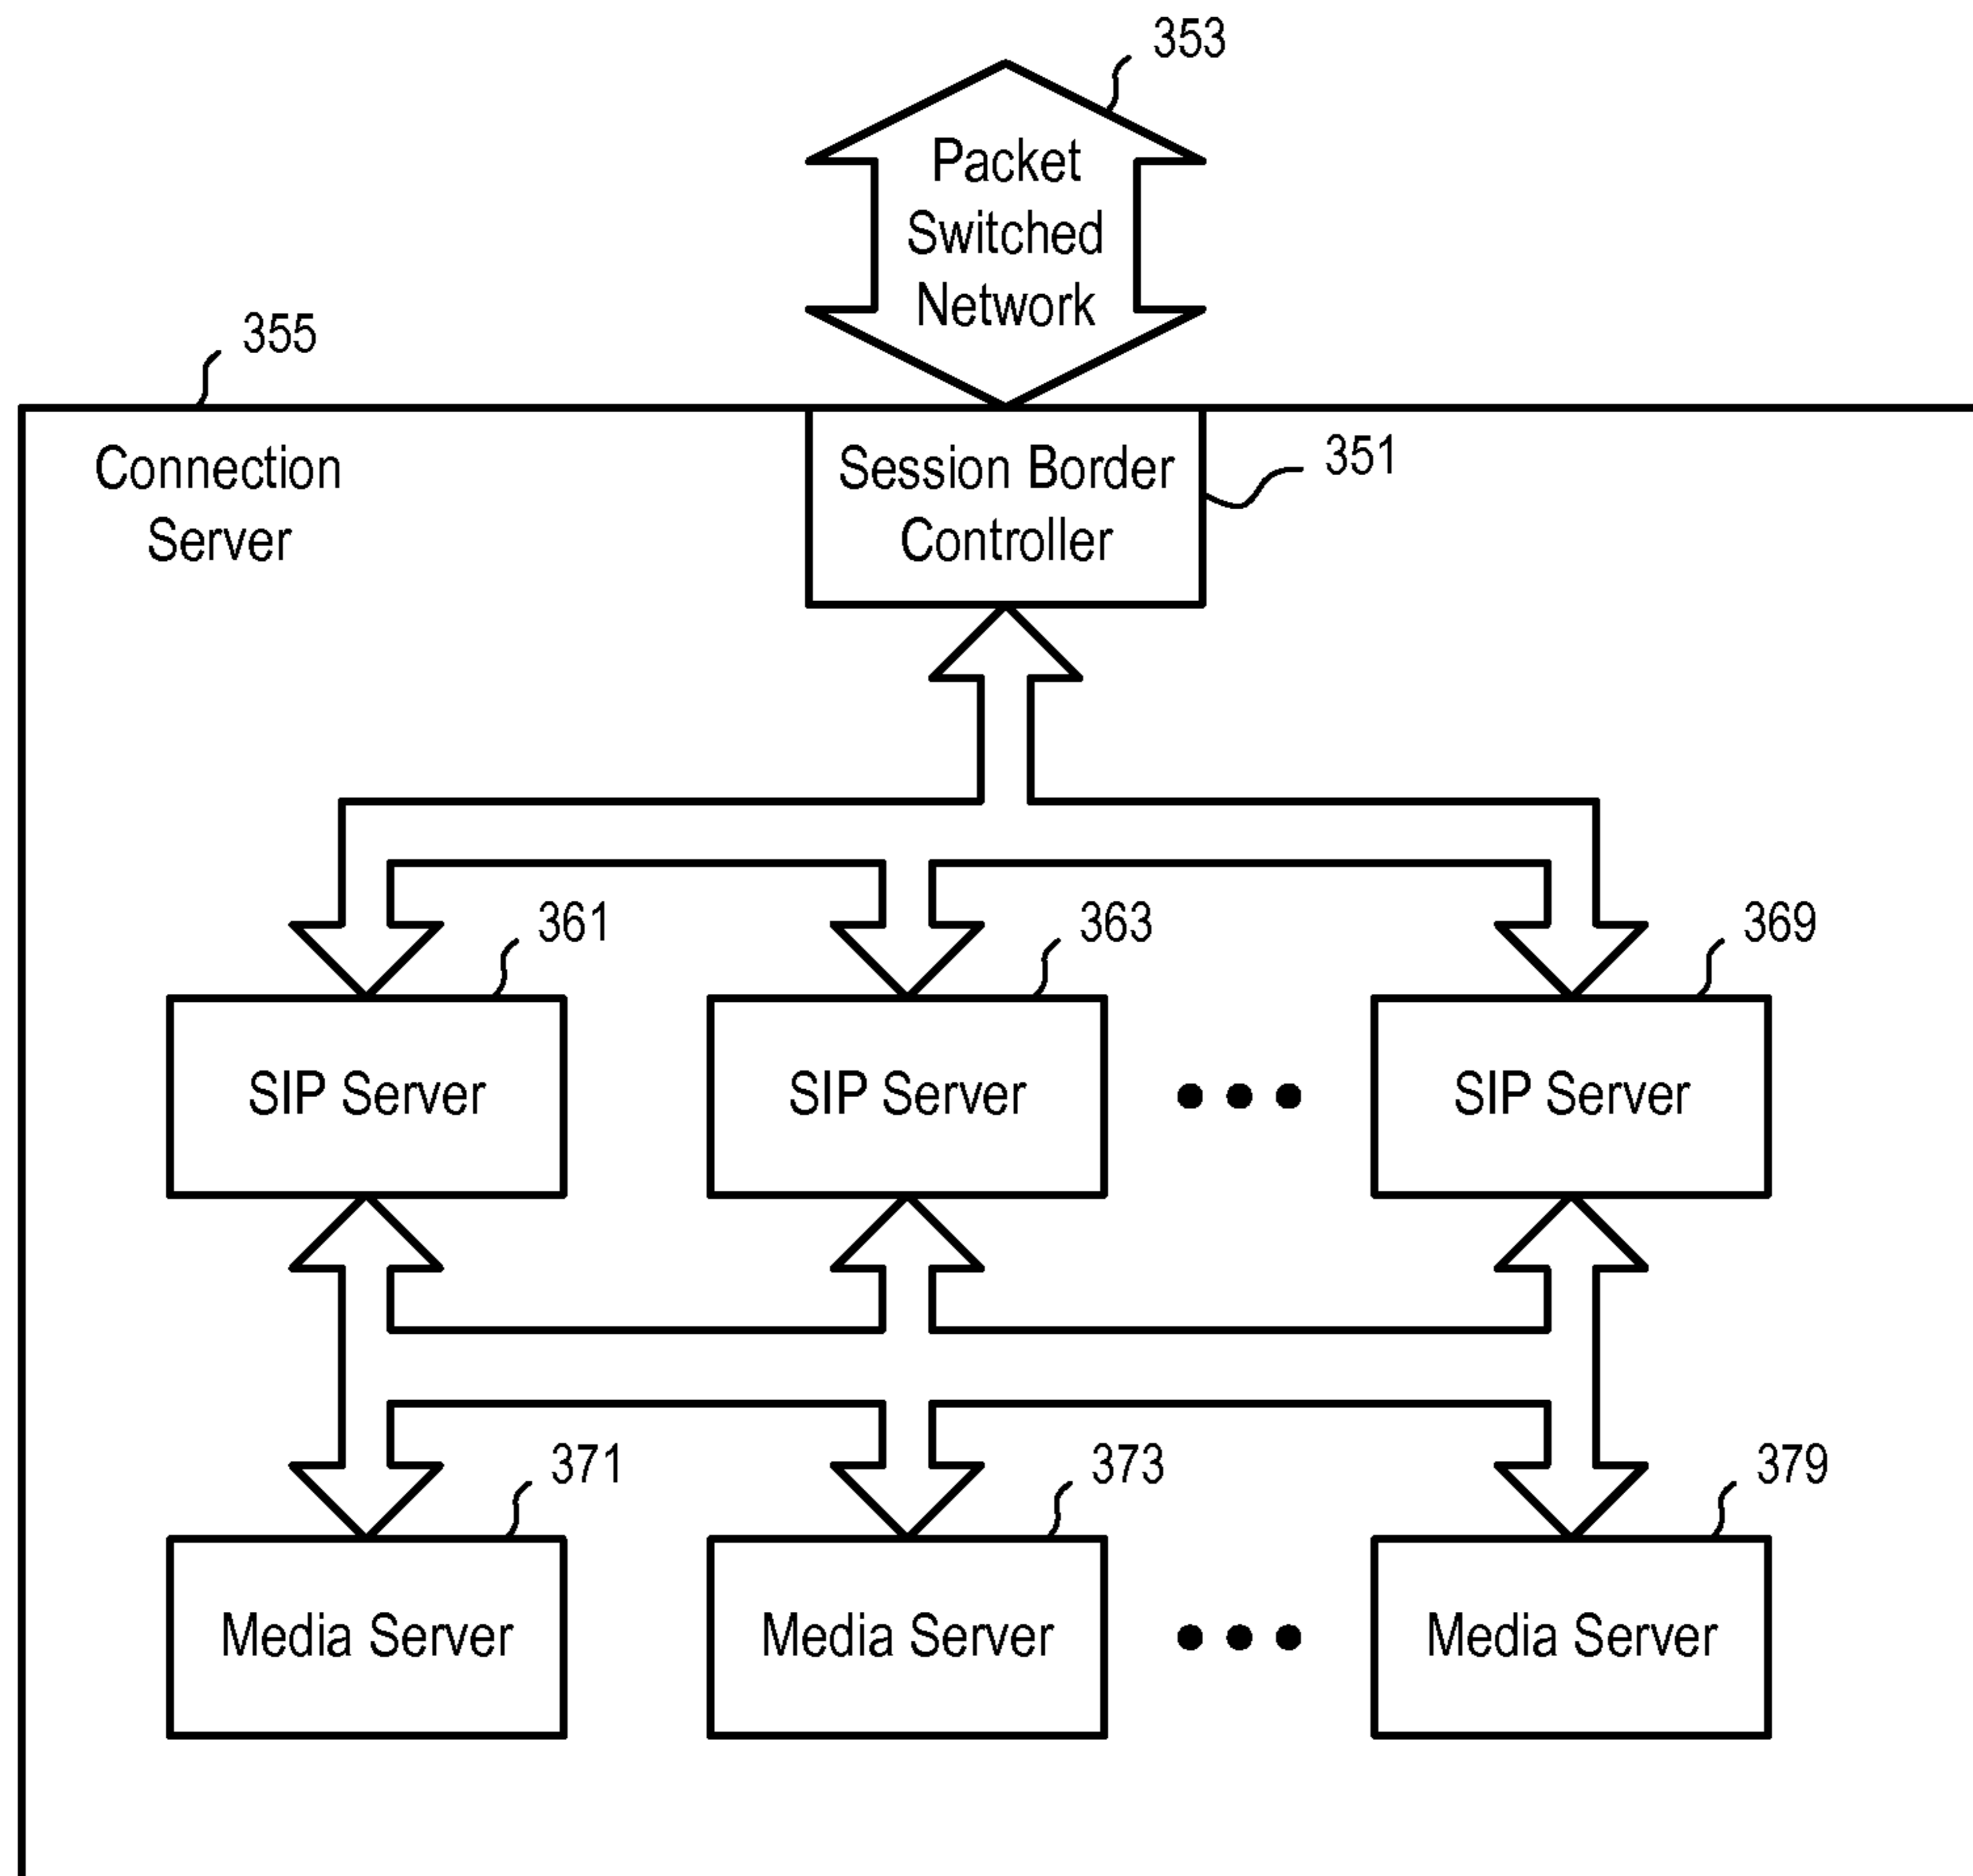 353
Packet
Switched
Network
355
Connection
Server
Session Border
Controller
351
361
363
369
SIP Server
SIP Server
SIP Server
371
373
379
Media Server
Media Server
Media Server